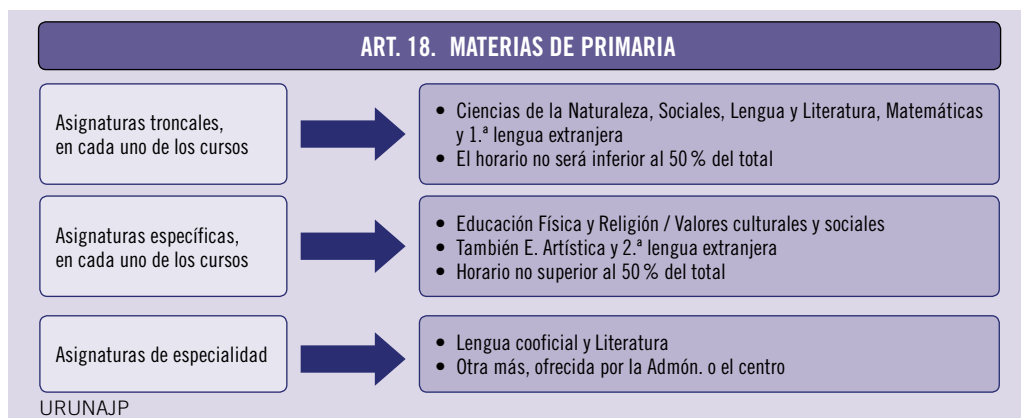 ART. 18. MATERIAS DE PRIMARIA
Asignaturas troncales,
en cada uno de los cursos
• Ciencias de la Naturaleza, Sociales, Lengua y Literatura, Matemáticas
y 1.ª lengua extranjera
• El horario no será inferior al 50 % del total
Asignaturas específicas,
en cada uno de los cursos
• Educación Física y Religión / Valores culturales y sociales
• También E. Artística y 2.ª lengua extranjera
• Horario no superior al 50 % del total
Asignaturas de especialidad
• Lengua cooficial y Literatura
• Otra más, ofrecida por la Admón. o el centro
URUNAJP